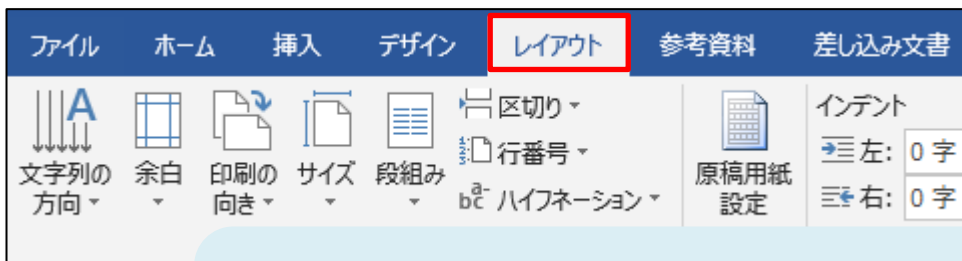 ファイル ホーム 挿入 デザイン レイアウト 参考資料 差し込み文書
文字列の
方向
余白
印刷の
向き
サイズ
段組み
区切り
行番号
ハイフネーション
原稿用紙
設定
インデント
左: 0 字
右: 0 字